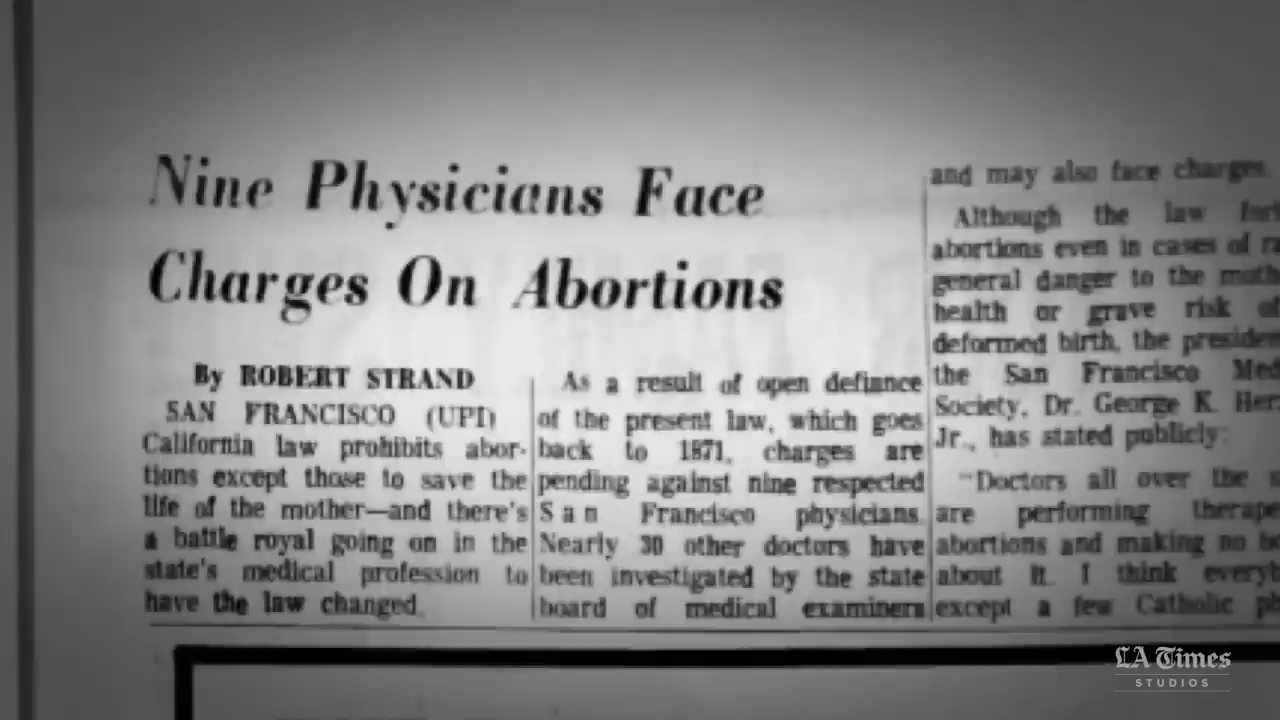 Nine Physicians Face
Charges On Abortions
By ROBERT STRAND
SAN FRANCISCO (UPI)
California law prohibits abor-
tions except those to save the
life of the mother—and there's
a battle royal going on in the
state's medical profession to
have the law changed.
As a result of open defiance
of the present law, which goes
back to 1871, charges are
pending against nine respected
San Francisco physicians.
Nearly 30 other doctors have
been investigated by the state
board of medical examiners
and may also face charges.
Although the law
abortions even in cases of
general danger to the
health or grave risk of
deformed birth, the
the San Francisco
Society, Dr. George K.
Jr., has stated publicly:
"Doctors all over the
are performing
abortions and making no
about it. I think
except a few Catholic
LA Times
STUDIOS